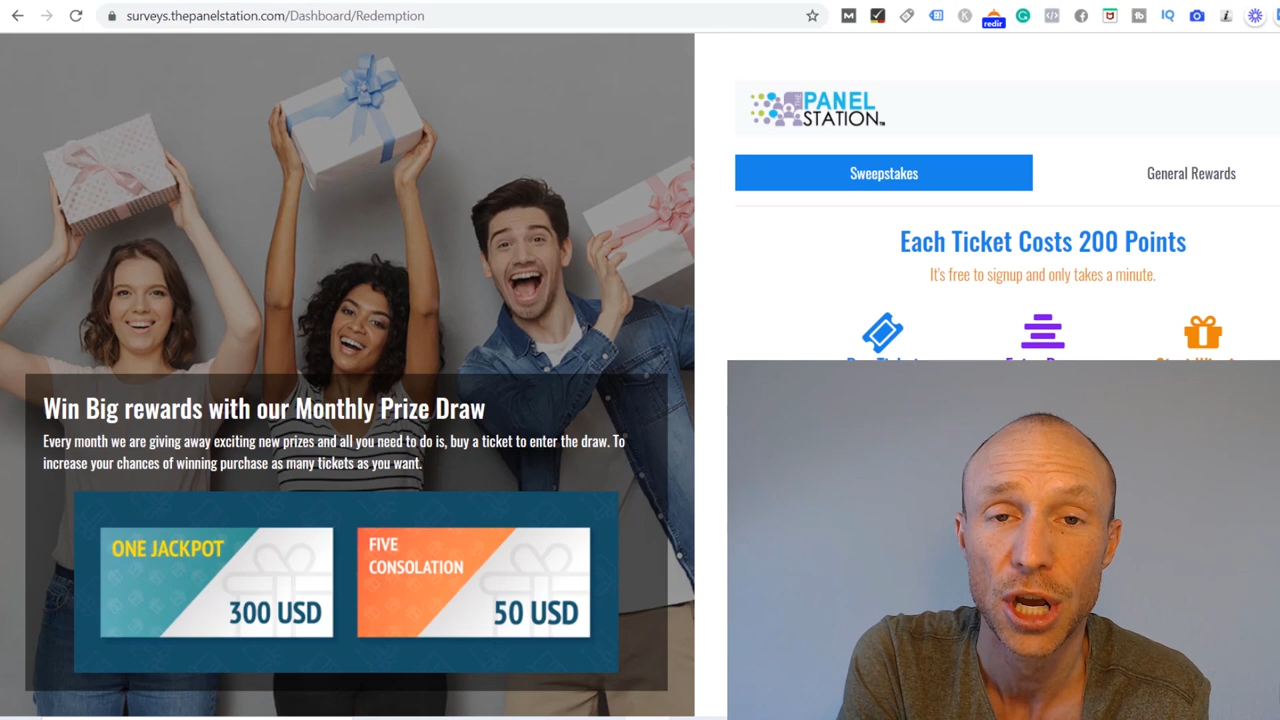 surveys.thepanelstation.com/Dashboard/Redemption
redir
THE PANEL
STATION™
Sweepstakes
General Rewards
Each Ticket Costs 200 Points
It's free to signup and only takes a minute.
Win Big rewards with our Monthly Prize Draw
Every month we are giving away exciting new prizes and all you need to do is, buy a ticket to enter the draw. To
increase your chances of winning purchase as many tickets as you want.
ONE JACKPOT
300 USD
FIVE
CONSOLATION
50 USD